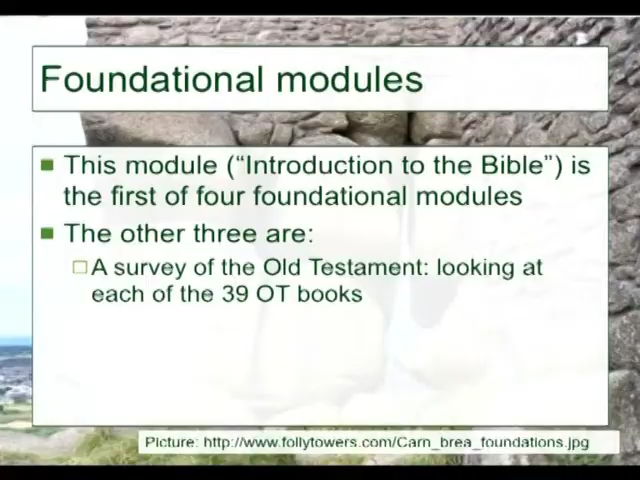 Foundational modules
This module (“Introduction to the Bible”) is
the first of four foundational modules
The other three are:
A survey of the Old Testament: looking at
each of the 39 OT books
Picture: http://www.follytowers.com/Carn_brea_foundations.jpg